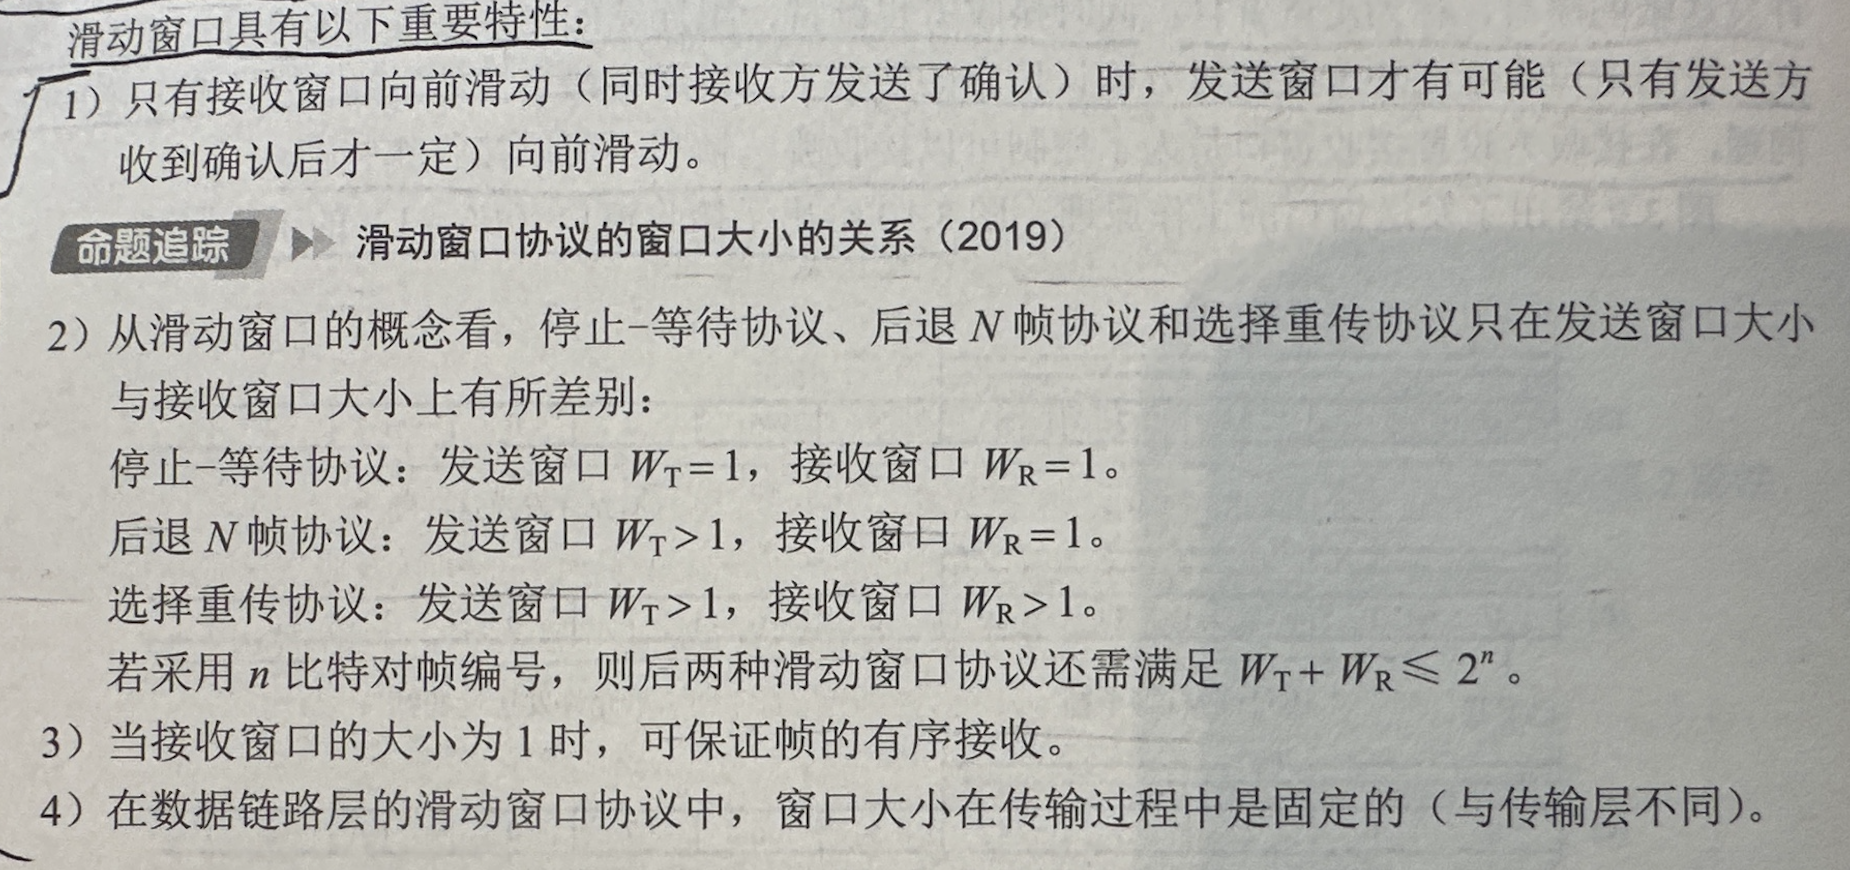 滑动窗口具有以下重要特性：
1）只有接收窗口向前滑动（同时接收方发送了确认）时，发送窗口才有可能（只有发送方
收到确认后才一定）向前滑动。
命题追踪 滑动窗口协议的窗口大小的关系（2019）
2）从滑动窗口的概念看，停止-等待协议、后退 N 帧协议和选择重传协议只在发送窗口大小
与接收窗口大小上有所差别：
停止-等待协议：发送窗口 W_T=1，接收窗口 W_R=1。
后退 N 帧协议：发送窗口 W_T>1，接收窗口 W_R=1。
选择重传协议：发送窗口 W_T>1，接收窗口 W_R>1。
若采用 n 比特对帧编号，则后两种滑动窗口协议还需满足 W_T+ W_R≤ 2ⁿ。
3）当接收窗口的大小为 1 时，可保证帧的有序接收。
4）在数据链路层的滑动窗口协议中，窗口大小在传输过程中是固定的（与传输层不同）。